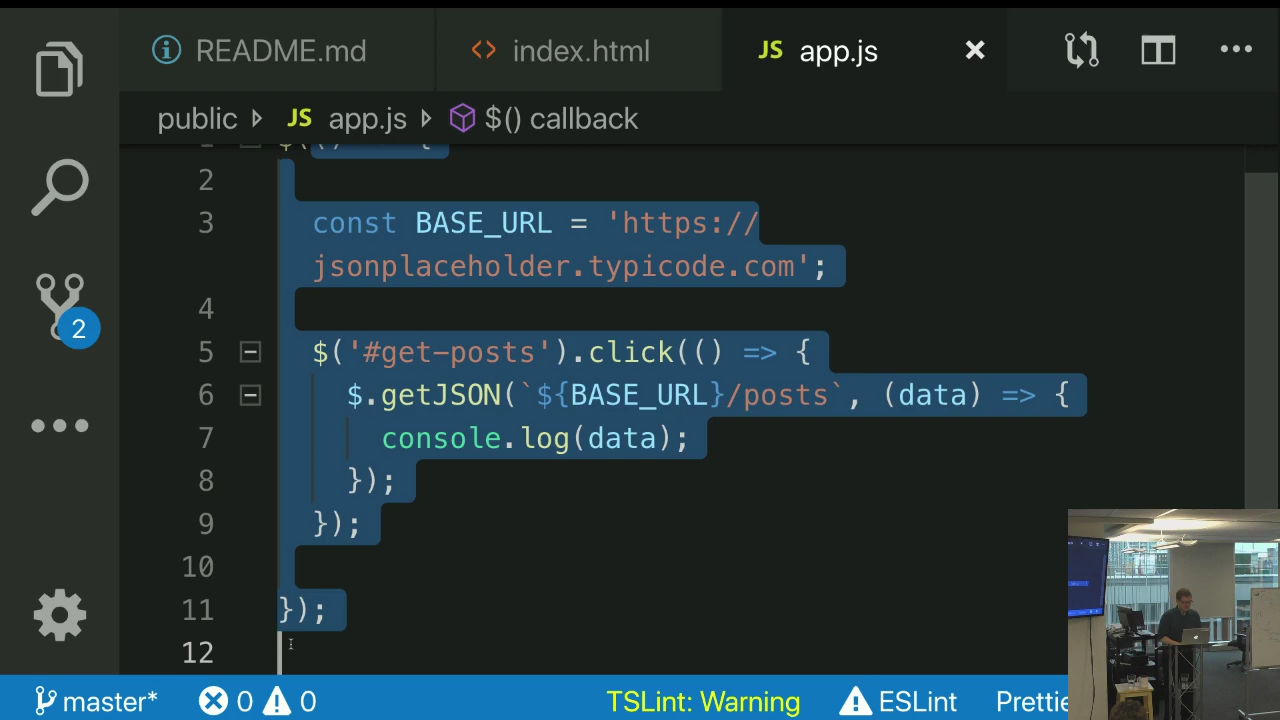 README.md
index.html
JS app.js
public JS app.js $() callback
1 $(() => {
2
3 const BASE_URL = 'https://
jsonplaceholder.typicode.com';
4
5 $('#get-posts').click(() => {
6 $.getJSON(`${BASE_URL}/posts`, (data) => {
7 console.log(data);
8 });
9 });
10
11 });
12
2
master* 0 0 TSLint: Warning ESLint Prettie